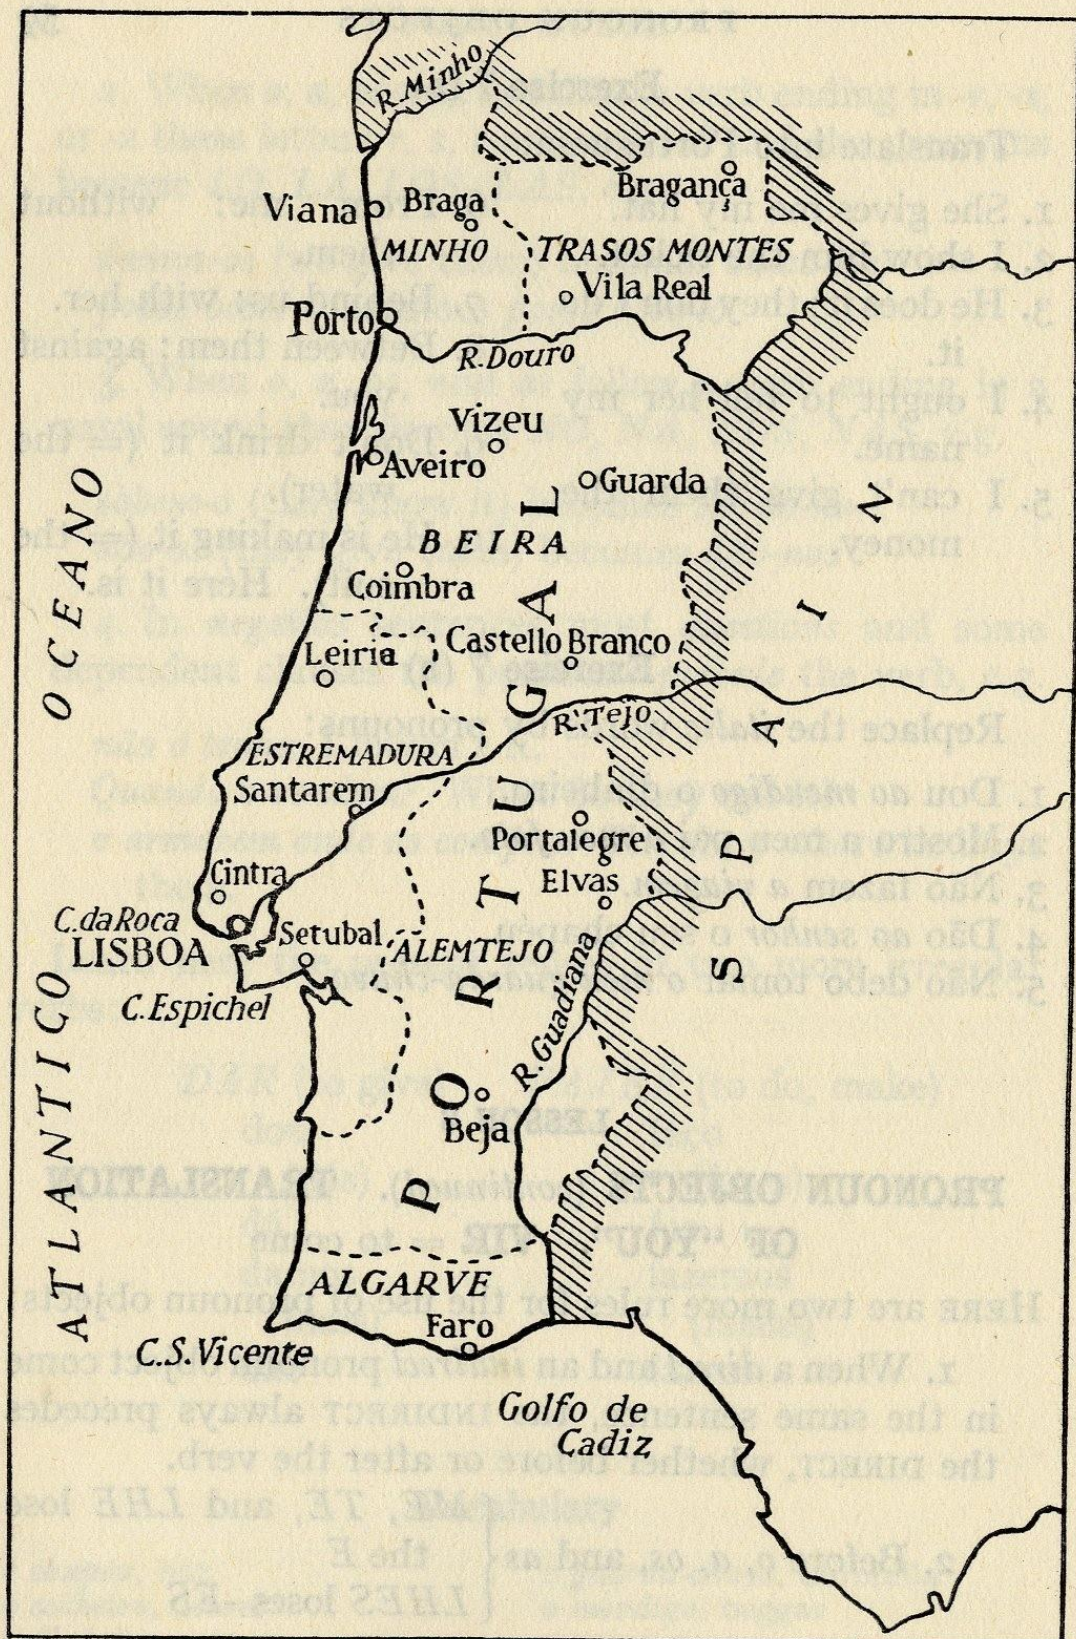 R. Minho
Bragança
Viana
Braga
MINHO
TRASOS MONTES
Vila Real
Porto
R. Douro
Vizeu
Aveiro
Guarda
BEIRA
Coimbra
Castello Branco
Leiria
R. Tejo
ESTREMADURA
Santarem
Portalegre
Elvas
Cintra
C. da Roca
LISBOA
Setubal
ALEMTEJO
C. Espichel
R. Guadiana
Beja
ALGARVE
Faro
C.S. Vicente
Golfo de
Cadiz
OCEANO
ATLANTICO
PORTUGAL
SPAIN